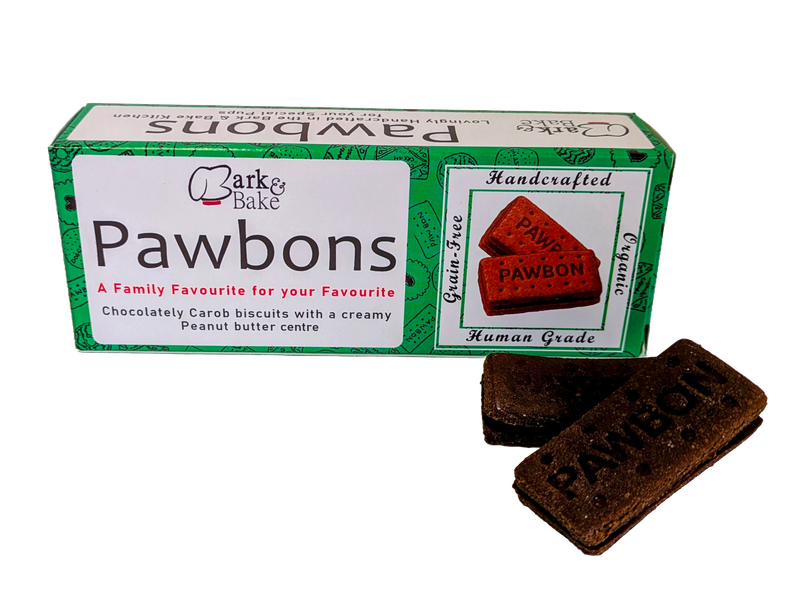 Lovingly Handcrafted in the Bark & Bake Kitchen
for your Special Pups
Pawbons
Bark &
Bake
Bark &
Bake
Pawbons
A Family Favourite for your Favourite
Chocolately Carob biscuits with a creamy
Peanut butter centre
Handcrafted
Grain-Free
Organic
Human Grade
PAWB
PAWBON
PAWBON